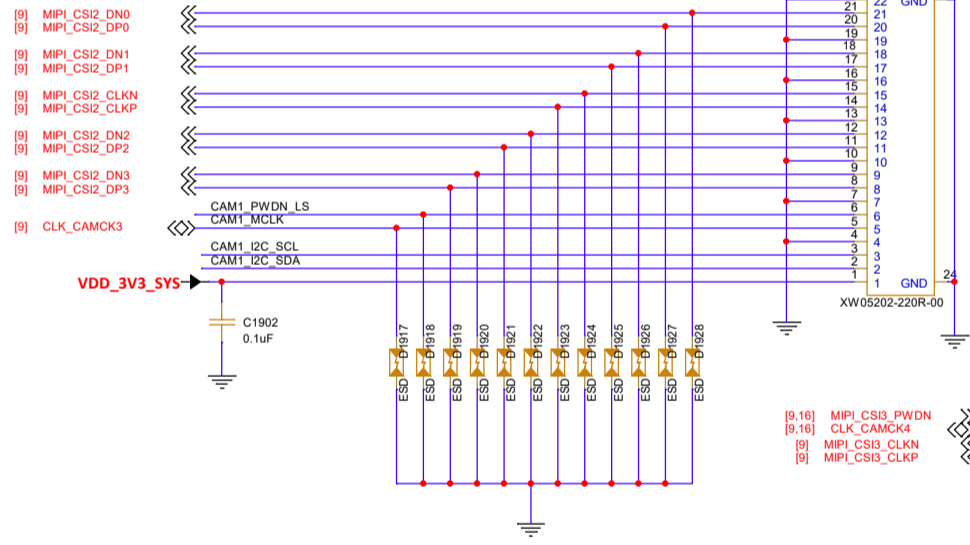 22 GND
[9] MIPI_CSI2_DN0 21 21
[9] MIPI_CSI2_DP0 20 20
19 19
[9] MIPI_CSI2_DN1 18 18
[9] MIPI_CSI2_DP1 17 17
16 16
[9] MIPI_CSI2_CLKN 15 15
[9] MIPI_CSI2_CLKP 14 14
13 13
[9] MIPI_CSI2_DN2 12 12
[9] MIPI_CSI2_DP2 11 11
10 10
[9] MIPI_CSI2_DN3 9 9
[9] MIPI_CSI2_DP3 8 8
7 7
CAM1_PWDN_LS 6 6
[9] CLK_CAMCK3 CAM1_MCLK 5 5
4 4
CAM1_I2C_SCL 3 3
CAM1_I2C_SDA 2 2
VDD_3V3_SYS 1 1 GND 24
XW05202-220R-00
C1902
0.1uF
D1917 D1918 D1919 D1920 D1921 D1922 D1923 D1924 D1925 D1926 D1927 D1928
ESD ESD ESD ESD ESD ESD ESD ESD ESD ESD ESD ESD
[9,16] MIPI_CSI3_PWDN
[9,16] CLK_CAMCK4
[9] MIPI_CSI3_CLKN
[9] MIPI_CSI3_CLKP